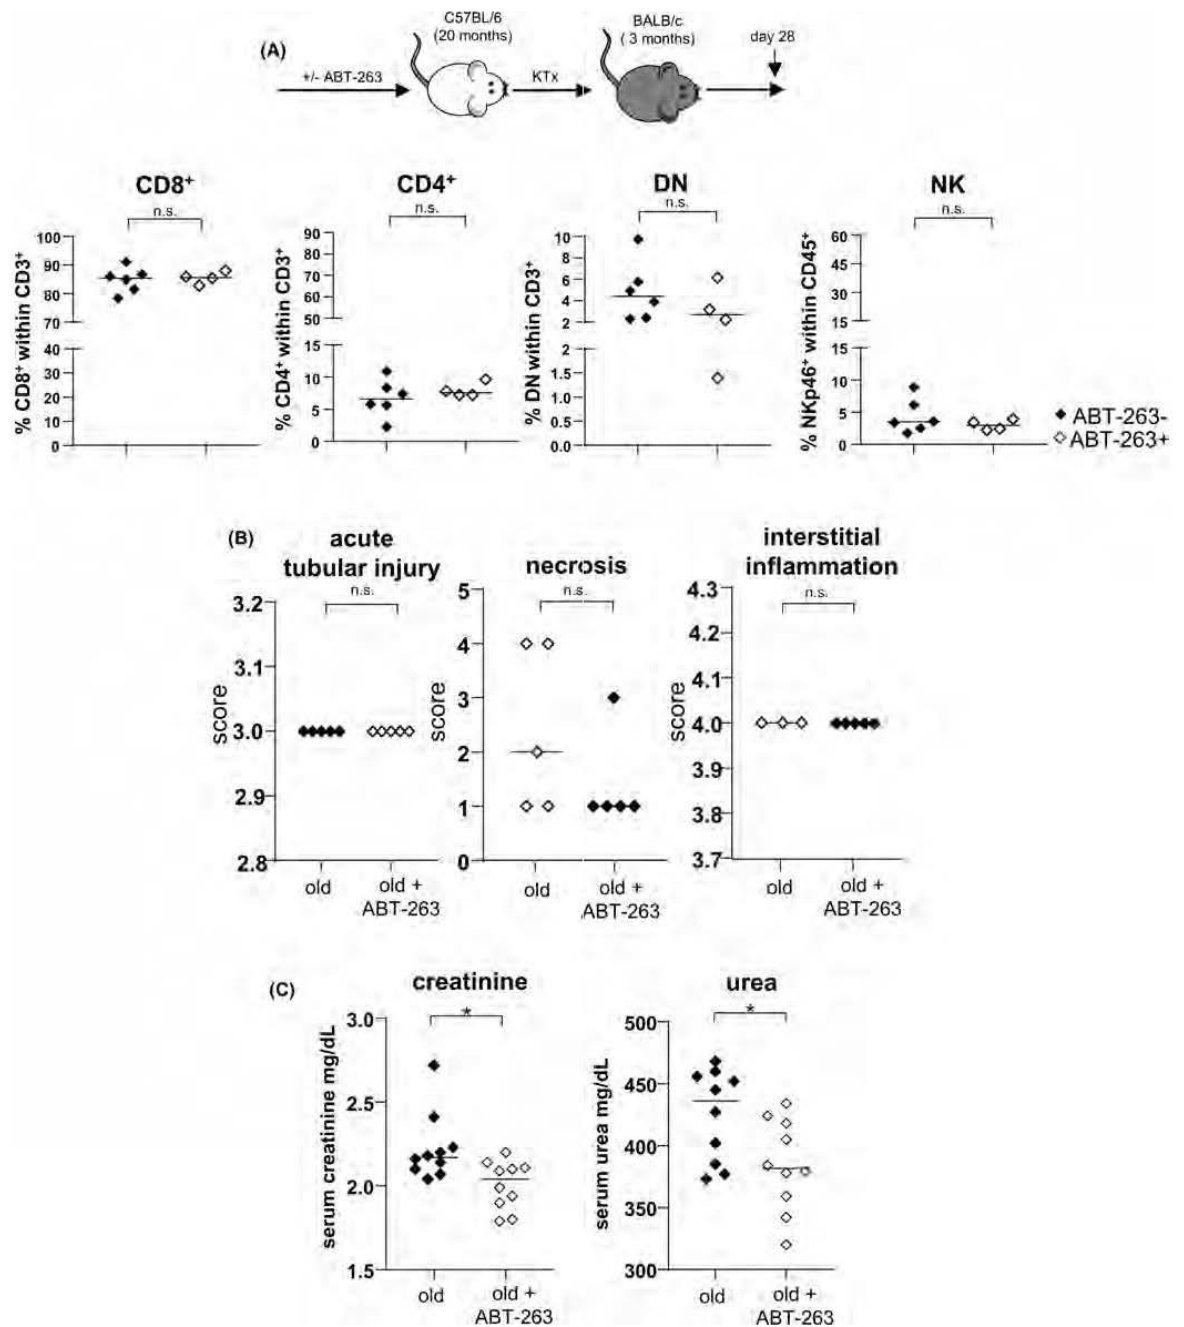 (A)
C57BL/6
(20 months)
BALB/c
( 3 months)
day 28
+/- ABT-263
KTx
CD8+
n.s.
% CD8+ within CD3+
100
90
80
70
40
30
20
10
0
CD4+
n.s.
% CD4+ within CD3+
90
80
70
60
50
15
10
5
0
DN
n.s.
% DN within CD3+
10
8
6
4
2
2.0
1.5
1.0
0.5
0.0
NK
n.s.
% NKp46+ within CD45+
60
45
30
15
15
10
5
0
ABT-263-
ABT-263+
(B)
acute
tubular injury
n.s.
score
3.2
3.1
3.0
2.9
2.8
old
old +
ABT-263
necrosis
n.s.
score
5
4
3
2
1
0
old
old +
ABT-263
interstitial
inflammation
n.s.
score
4.3
4.2
4.1
4.0
3.9
3.8
3.7
old
old +
ABT-263
(C)
creatinine
*
serum creatinine mg/dL
3.0
2.5
2.0
1.5
old
old +
ABT-263
urea
*
serum urea mg/dL
500
450
400
350
300
old
old +
ABT-263